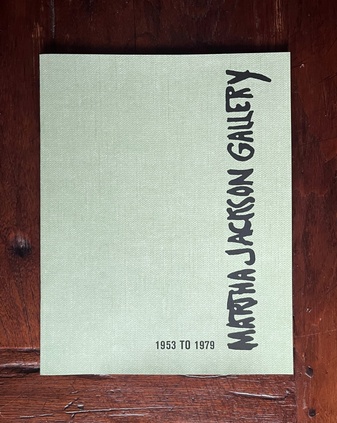 MARTHA JACKSON GALLERY
1953 TO 1979